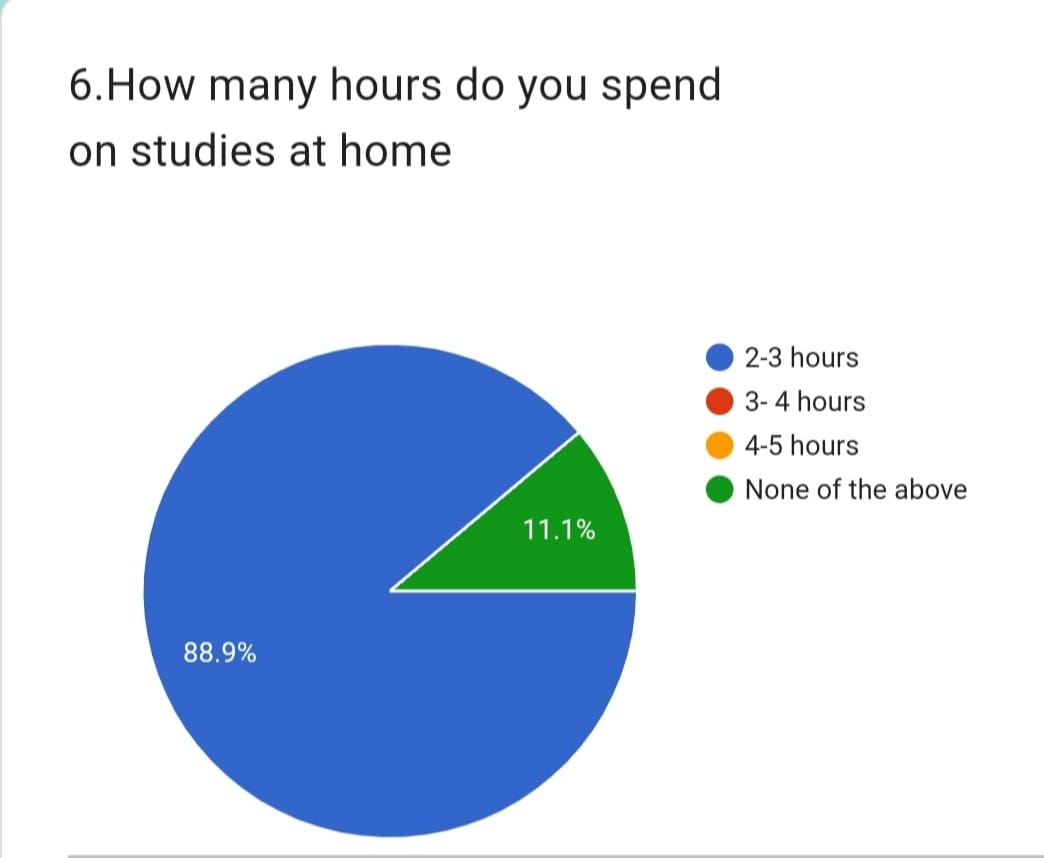 6.How many hours do you spend
on studies at home
2-3 hours
3- 4 hours
4-5 hours
None of the above
11.1%
88.9%